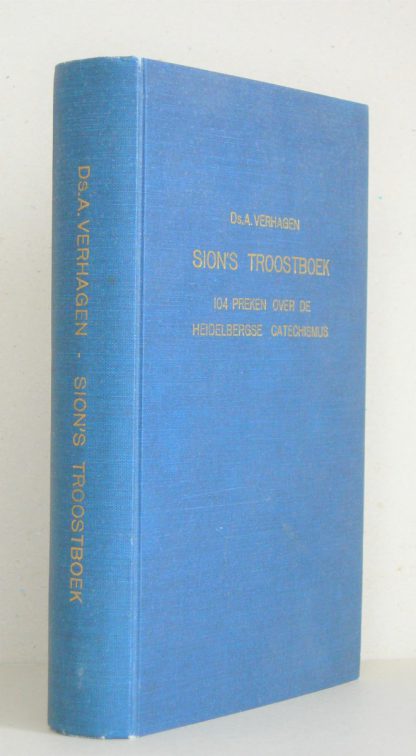 Ds. A. VERHAGEN - SION'S TROOSTBOEK
Ds. A. VERHAGEN
SION'S TROOSTBOEK
104 PREKEN OVER DE
HEIDELBERGSE CATECHISMUS